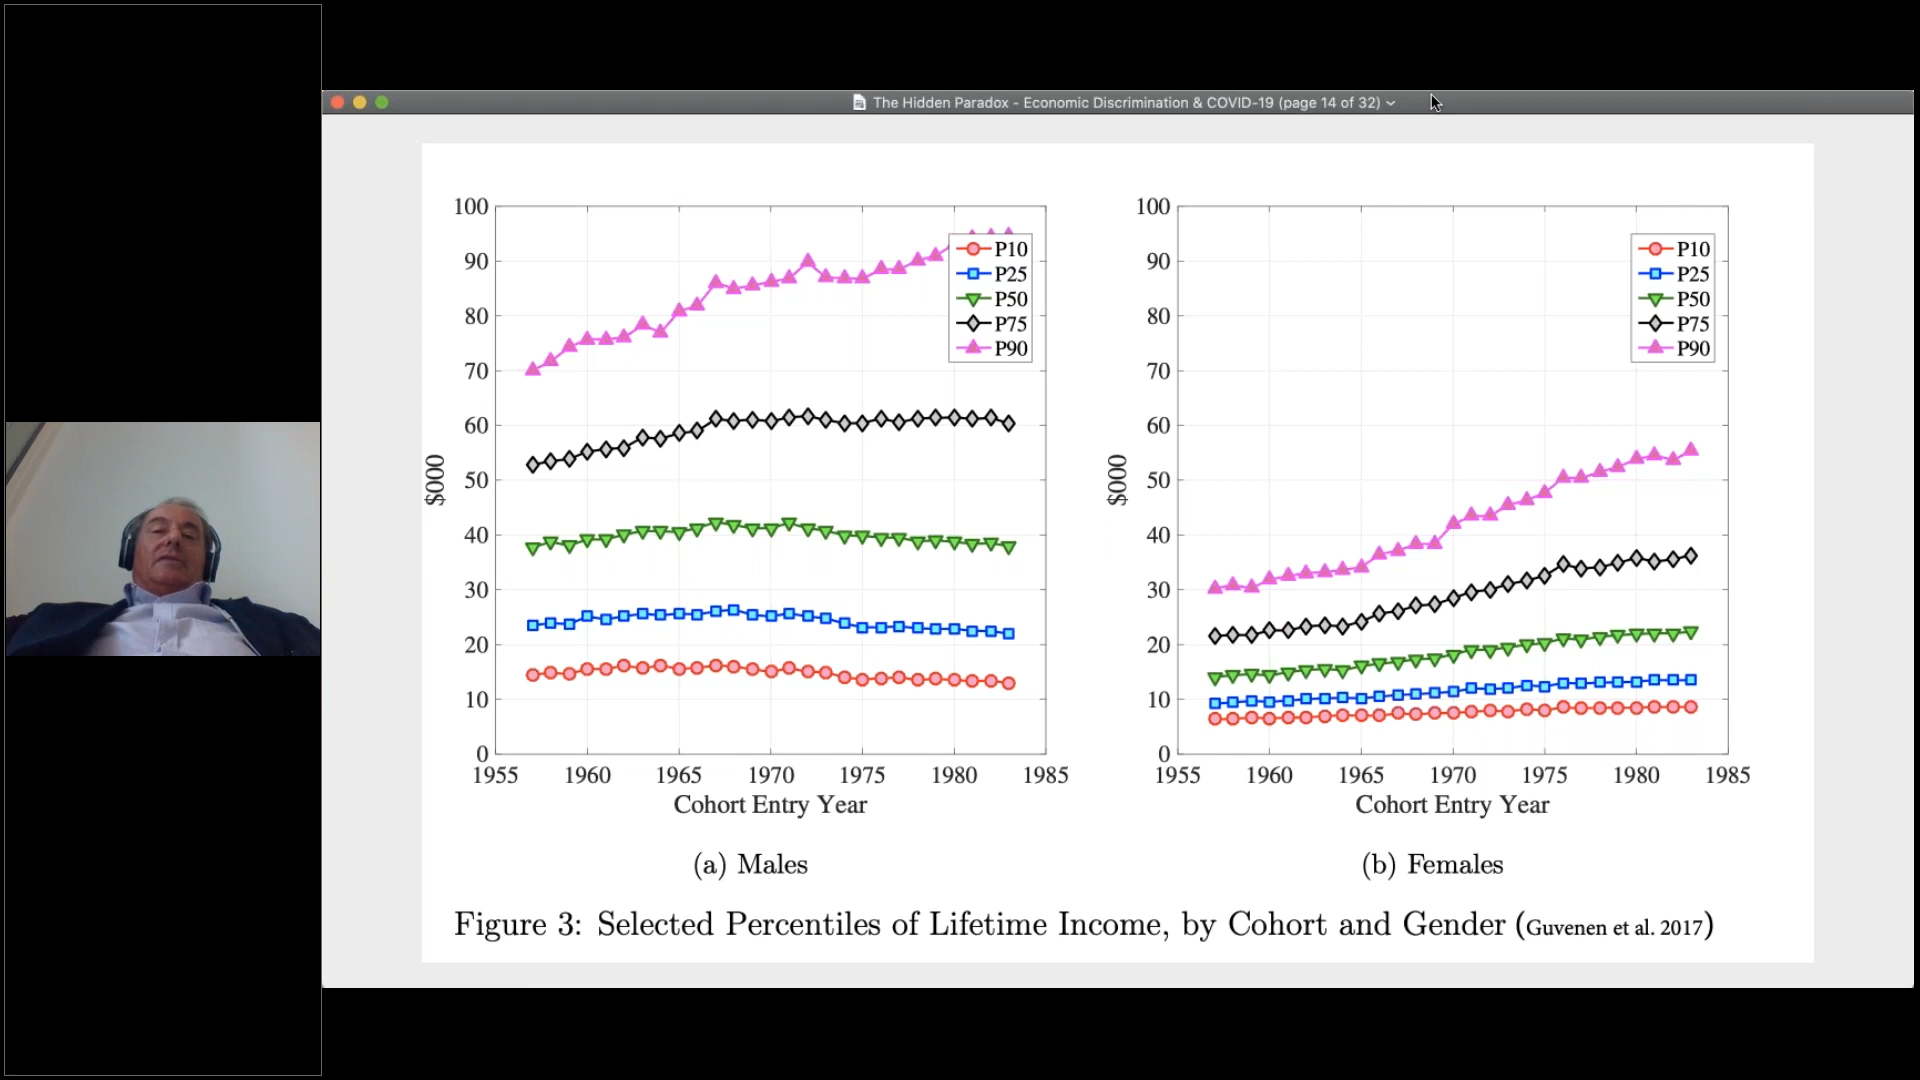 The Hidden Paradox - Economic Discrimination & COVID-19 (page 14 of 32)
100
90
80
70
60
50
40
30
20
10
0
$000
1955 1960 1965 1970 1975 1980 1985
Cohort Entry Year
P10
P25
P50
P75
P90
(a) Males
100
90
80
70
60
50
40
30
20
10
0
$000
1955 1960 1965 1970 1975 1980 1985
Cohort Entry Year
P10
P25
P50
P75
P90
(b) Females
Figure 3: Selected Percentiles of Lifetime Income, by Cohort and Gender (Guvenen et al. 2017)